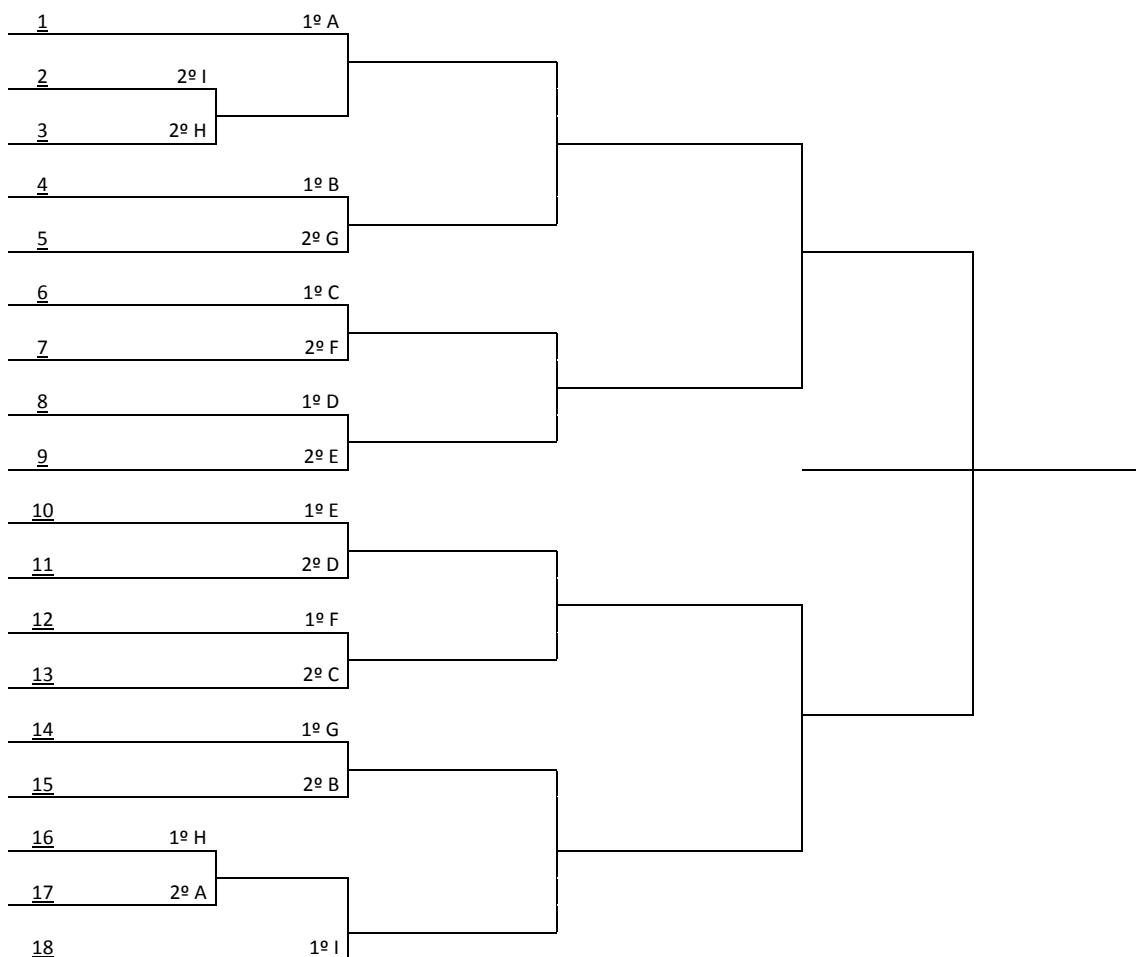 1 1º A
2 2º I
3 2º H
4 1º B
5 2º G
6 1º C
7 2º F
8 1º D
9 2º E
10 1º E
11 2º D
12 1º F
13 2º C
14 1º G
15 2º B
16 1º H
17 2º A
18 1º I